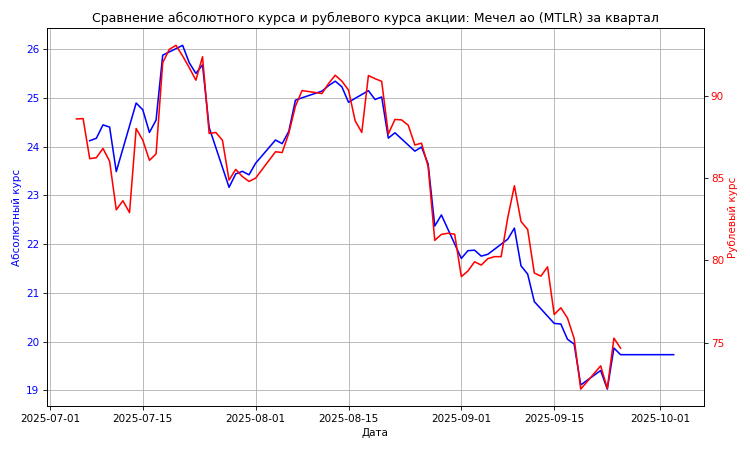 Сравнение абсолютного курса и рублевого курса акции: Мечел ао (MTLR) за квартал
26
25
24
23
22
21
20
19
Абсолютный курс
90
85
80
75
Рублевый курс
2025-07-01 2025-07-15 2025-08-01 2025-08-15 2025-09-01 2025-09-15 2025-10-01
Дата